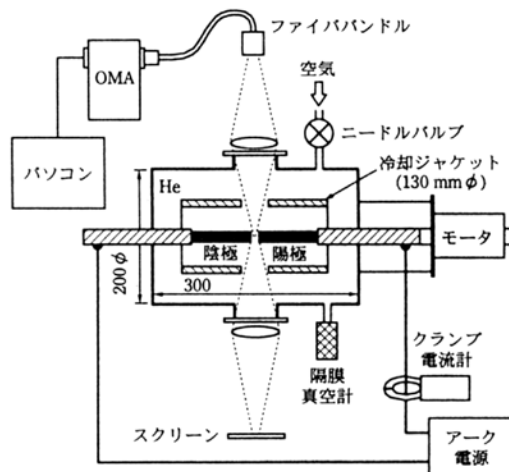 ファイババンドル
OMA
空気
ニードルバルブ
パソコン
He
冷却ジャケット
(130 mmφ)
陰極
陽極
モータ
200φ
300
隔膜
真空計
クランプ
電流計
スクリーン
アーク
電源